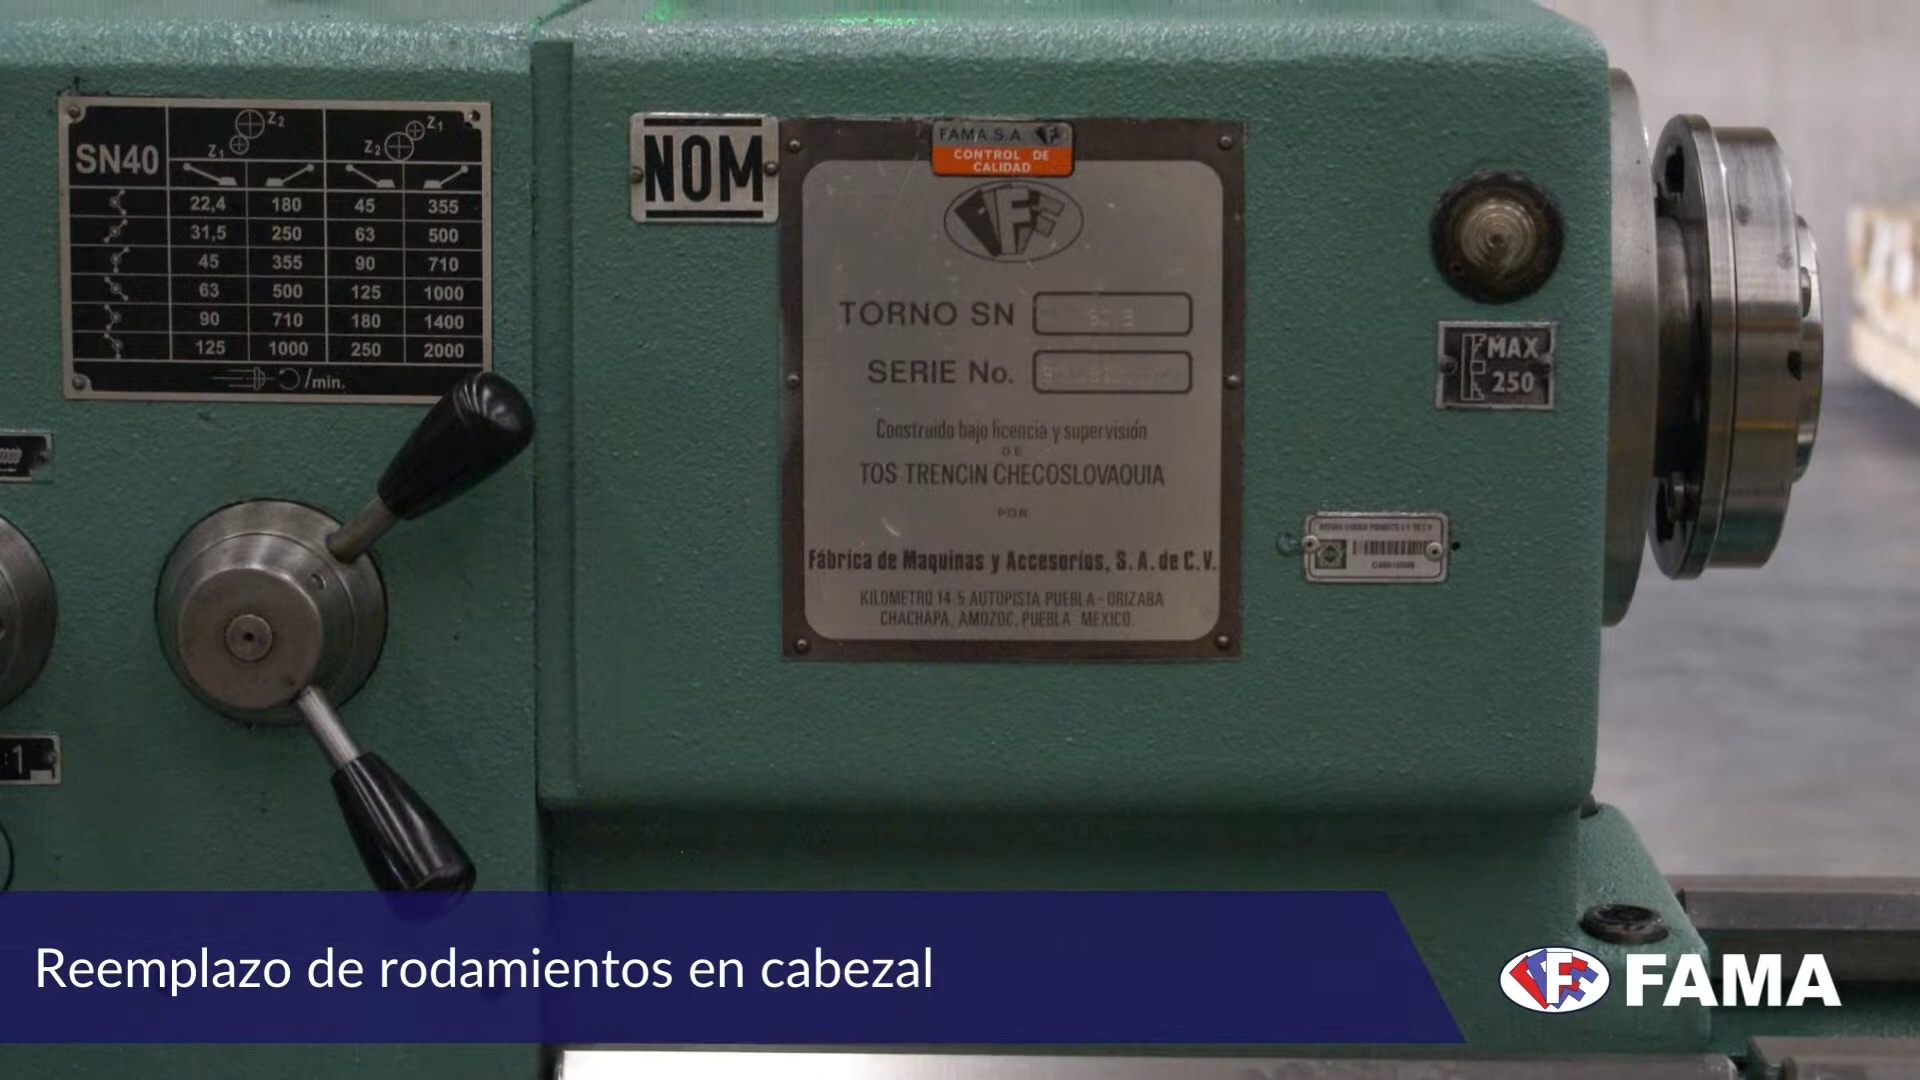 SN40
Z2
Z1
Z1
Z2
22,4 180 45 355
31,5 250 63 500
45 355 90 710
63 500 125 1000
90 710 180 1400
125 1000 250 2000
/min.
:1
NOM
FAMA.S.A
CONTROL DE
CALIDAD
TORNO SN
SERIE No.
Construido bajo licencia y supervisión
DE
TOS TRENCIN CHECOSLOVAQUIA
POR
Fábrica de Maquinas y Accesorios, S.A. de C.V.
KILOMETRO 14.5 AUTOPISTA PUEBLA - ORIZABA
CHACHAPA, AMOZOC. PUEBLA MEXICO.
MAX
250
Reemplazo de rodamientos en cabezal
FAMA